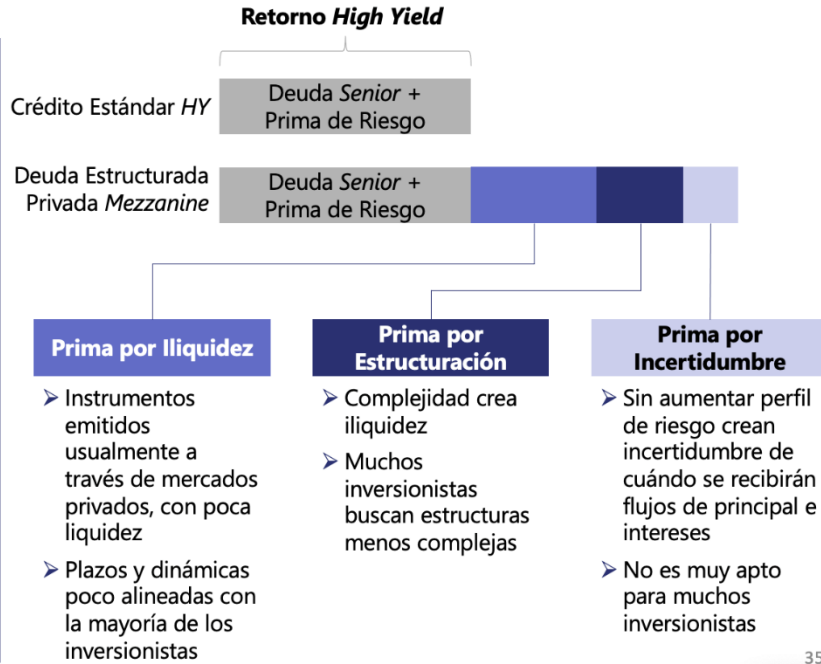 Retorno High Yield
Crédito Estándar HY
Deuda Senior +
Prima de Riesgo
Deuda Estructurada
Privada Mezzanine
Deuda Senior +
Prima de Riesgo
Prima por Iliquidez
➢ Instrumentos
emitidos
usualmente a
través de mercados
privados, con poca
liquidez
➢ Plazos y dinámicas
poco alineadas con
la mayoría de los
inversionistas
Prima por
Estructuración
➢ Complejidad crea
iliquidez
➢ Muchos
inversionistas
buscan estructuras
menos complejas
Prima por
Incertidumbre
➢ Sin aumentar perfil
de riesgo crean
incertidumbre de
cuándo se recibirán
flujos de principal e
intereses
➢ No es muy apto
para muchos
inversionistas
35